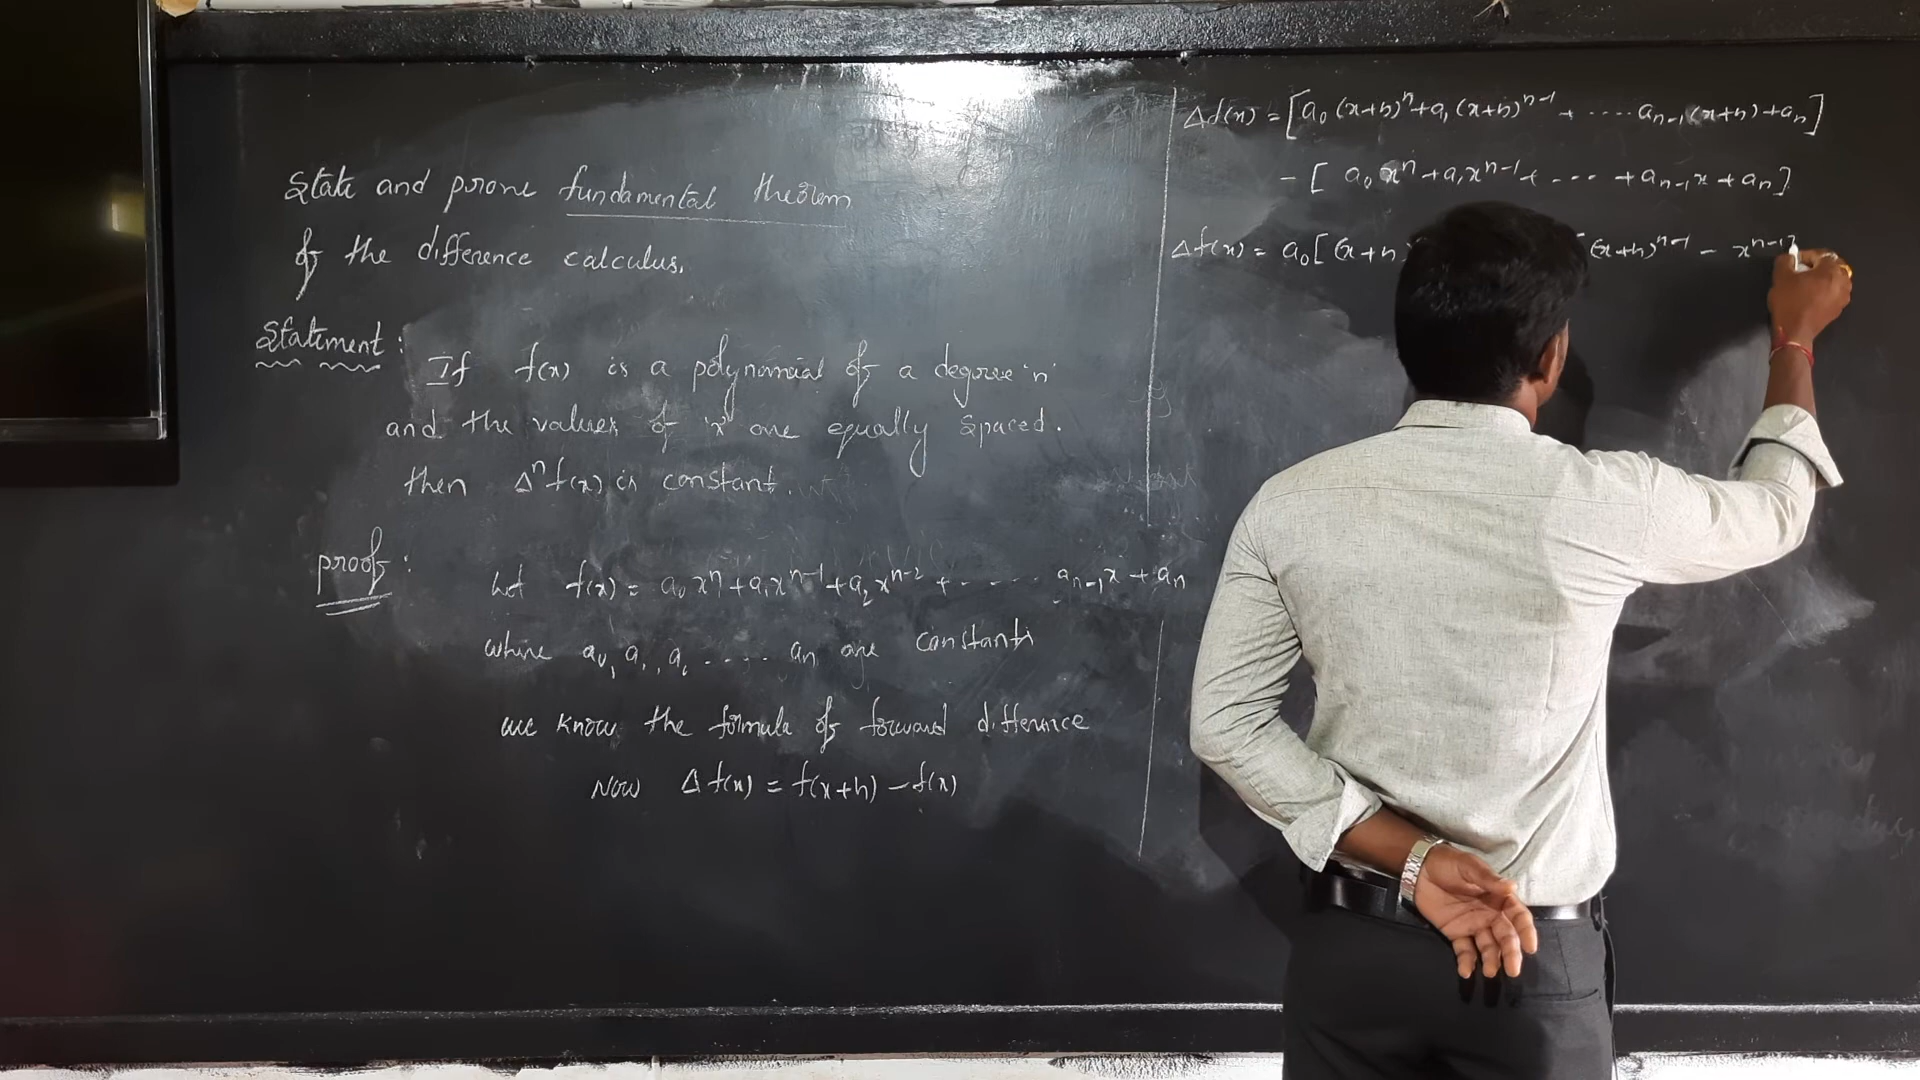 State and prove fundamental theorem
of the difference calculus.
Statement :
If f(x) is a polynomial of a degree 'n'
and the values of 'x' are equally spaced.
then Δⁿf(x) is constant.
proof :
Let f(x) = a₀xⁿ + a₁xⁿ⁻¹ + a₂xⁿ⁻² + ...... aₙ₋₁x + aₙ
where a₀, a₁, a₂ ..... aₙ are constants
we know the formula of forward difference
Now Δf(x) = f(x+h) - f(x)
Δf(x) = [a₀(x+h)ⁿ + a₁(x+h)ⁿ⁻¹ + ..... aₙ₋₁(x+h) + aₙ]
- [a₀xⁿ + a₁xⁿ⁻¹ + .... + aₙ₋₁x + aₙ]
Δf(x) = a₀[(x+h) (x+h)ⁿ⁻¹ - xⁿ⁻¹]